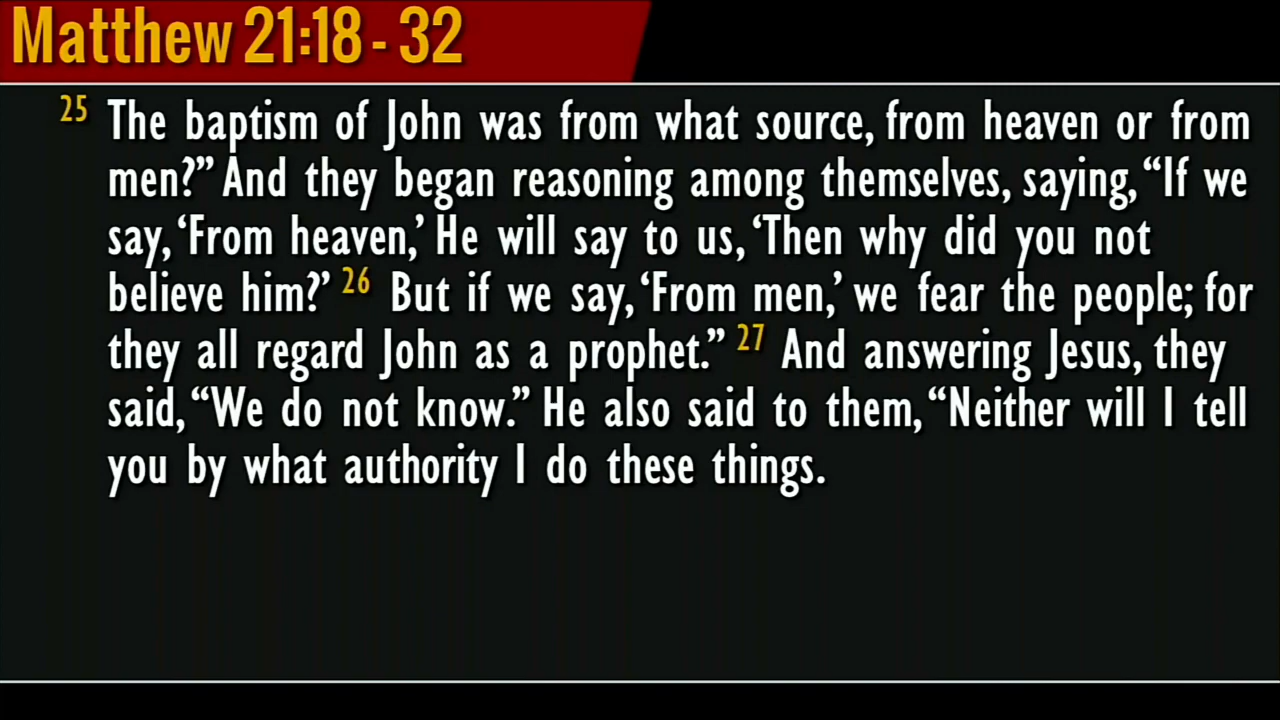 Matthew 21:18 - 32
25 The baptism of John was from what source, from heaven or from
men?” And they began reasoning among themselves, saying, “If we
say, ‘From heaven,’ He will say to us, ‘Then why did you not
believe him?’ 26 But if we say, ‘From men,’ we fear the people; for
they all regard John as a prophet.” 27 And answering Jesus, they
said, “We do not know.” He also said to them, “Neither will I tell
you by what authority I do these things.